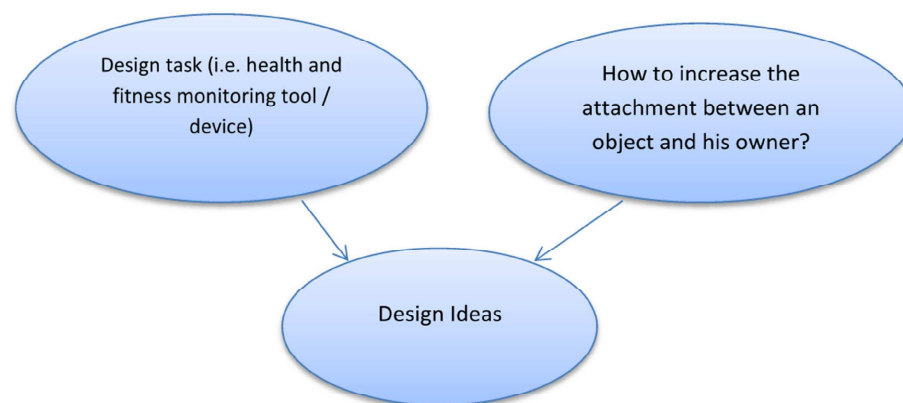 Design task (i.e. health and
fitness monitoring tool /
device)
How to increase the
attachment between an
object and his owner?
Design Ideas